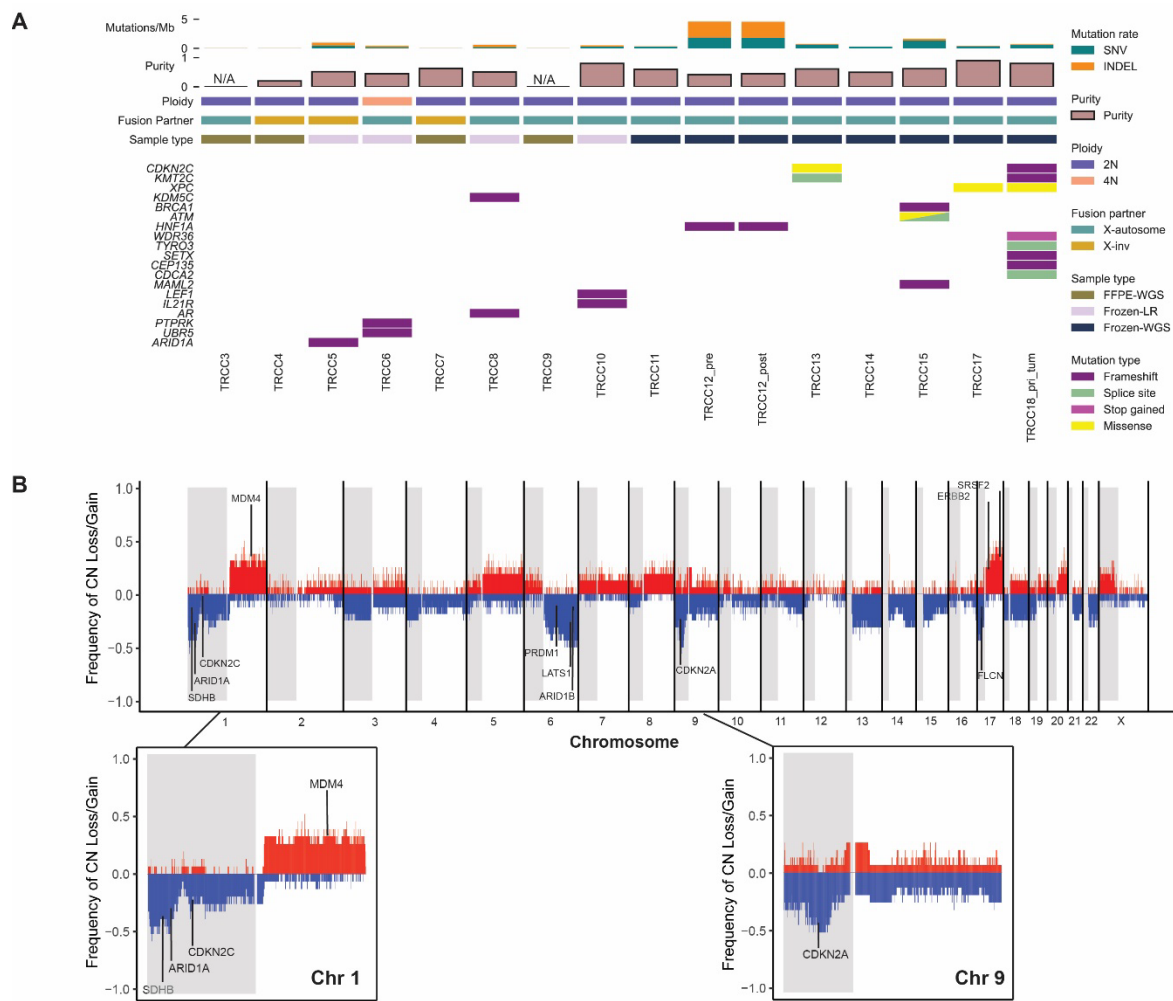 A
Mutations/Mb
5
0
Purity
1
0
N/A
N/A
Ploidy
Fusion Partner
Sample type
CDKN2C
KMT2C
XPC
KDM5C
BRCA1
ATM
HNF1A
WDR36
TYRO3
SETX
CEP135
CDCA2
MAML2
LEF1
IL21R
AR
PTPRK
UBR5
ARID1A
TRCC3
TRCC4
TRCC5
TRCC6
TRCC7
TRCC8
TRCC9
TRCC10
TRCC11
TRCC12_pre
TRCC12_post
TRCC13
TRCC14
TRCC15
TRCC17
TRCC18_pri_tum
Mutation rate
SNV
INDEL
Purity
Purity
Ploidy
2N
4N
Fusion partner
X-autosome
X-inv
Sample type
FFPE-WGS
Frozen-LR
Frozen-WGS
Mutation type
Frameshift
Splice site
Stop gained
Missense
B
Frequency of CN Loss/Gain
1.0
0.5
0.0
−0.5
−1.0
MDM4
SRSF2
ERBB2
CDKN2C
ARID1A
SDHB
PRDM1
LATS1
ARID1B
CDKN2A
FLCN
1 2 3 4 5 6 7 8 9 10 11 12 13 14 15 16 17 18 19 20 21 22 X
Chromosome
Frequency of CN Loss/Gain
1.0
0.5
0.0
−0.5
−1.0
MDM4
CDKN2C
ARID1A
SDHB
Chr 1
Frequency of CN Loss/Gain
1.0
0.5
0.0
−0.5
−1.0
CDKN2A
Chr 9